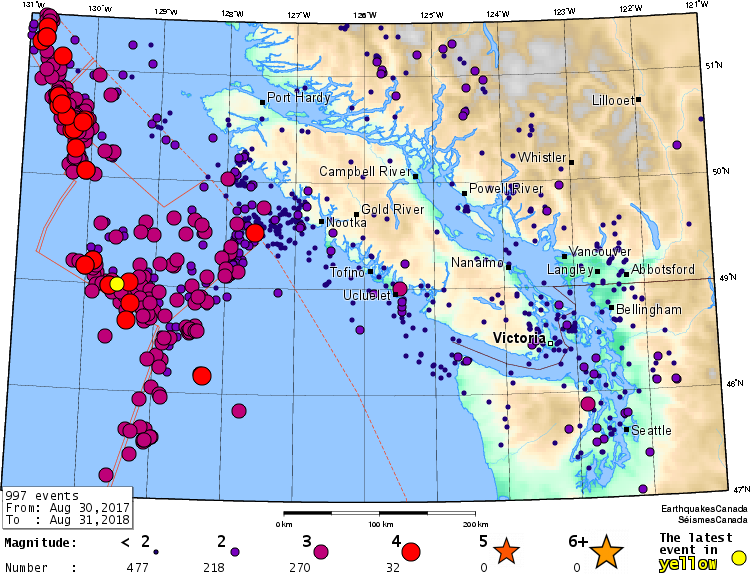 131°W 130°W 129°W 128°W 127°W 126°W 125°W 124°W 123°W 122°W 121°W
51°N
Port Hardy
Lillooet
Whistler
50°N
Campbell River
Powell River
Gold River
Nootka
Vancouver
Nanaimo
Langley
Abbotsford
Tofino
49°N
Ucluelet
Bellingham
Victoria
48°N
Seattle
47°N
997 events
From: Aug 30,2017
To : Aug 31,2018
0 km 100 km 200 km
EarthquakesCanada
SéismesCanada
Magnitude: < 2 2 3 4 5 6+
The latest
event in
yellow
Number : 477 218 270 32 0 0